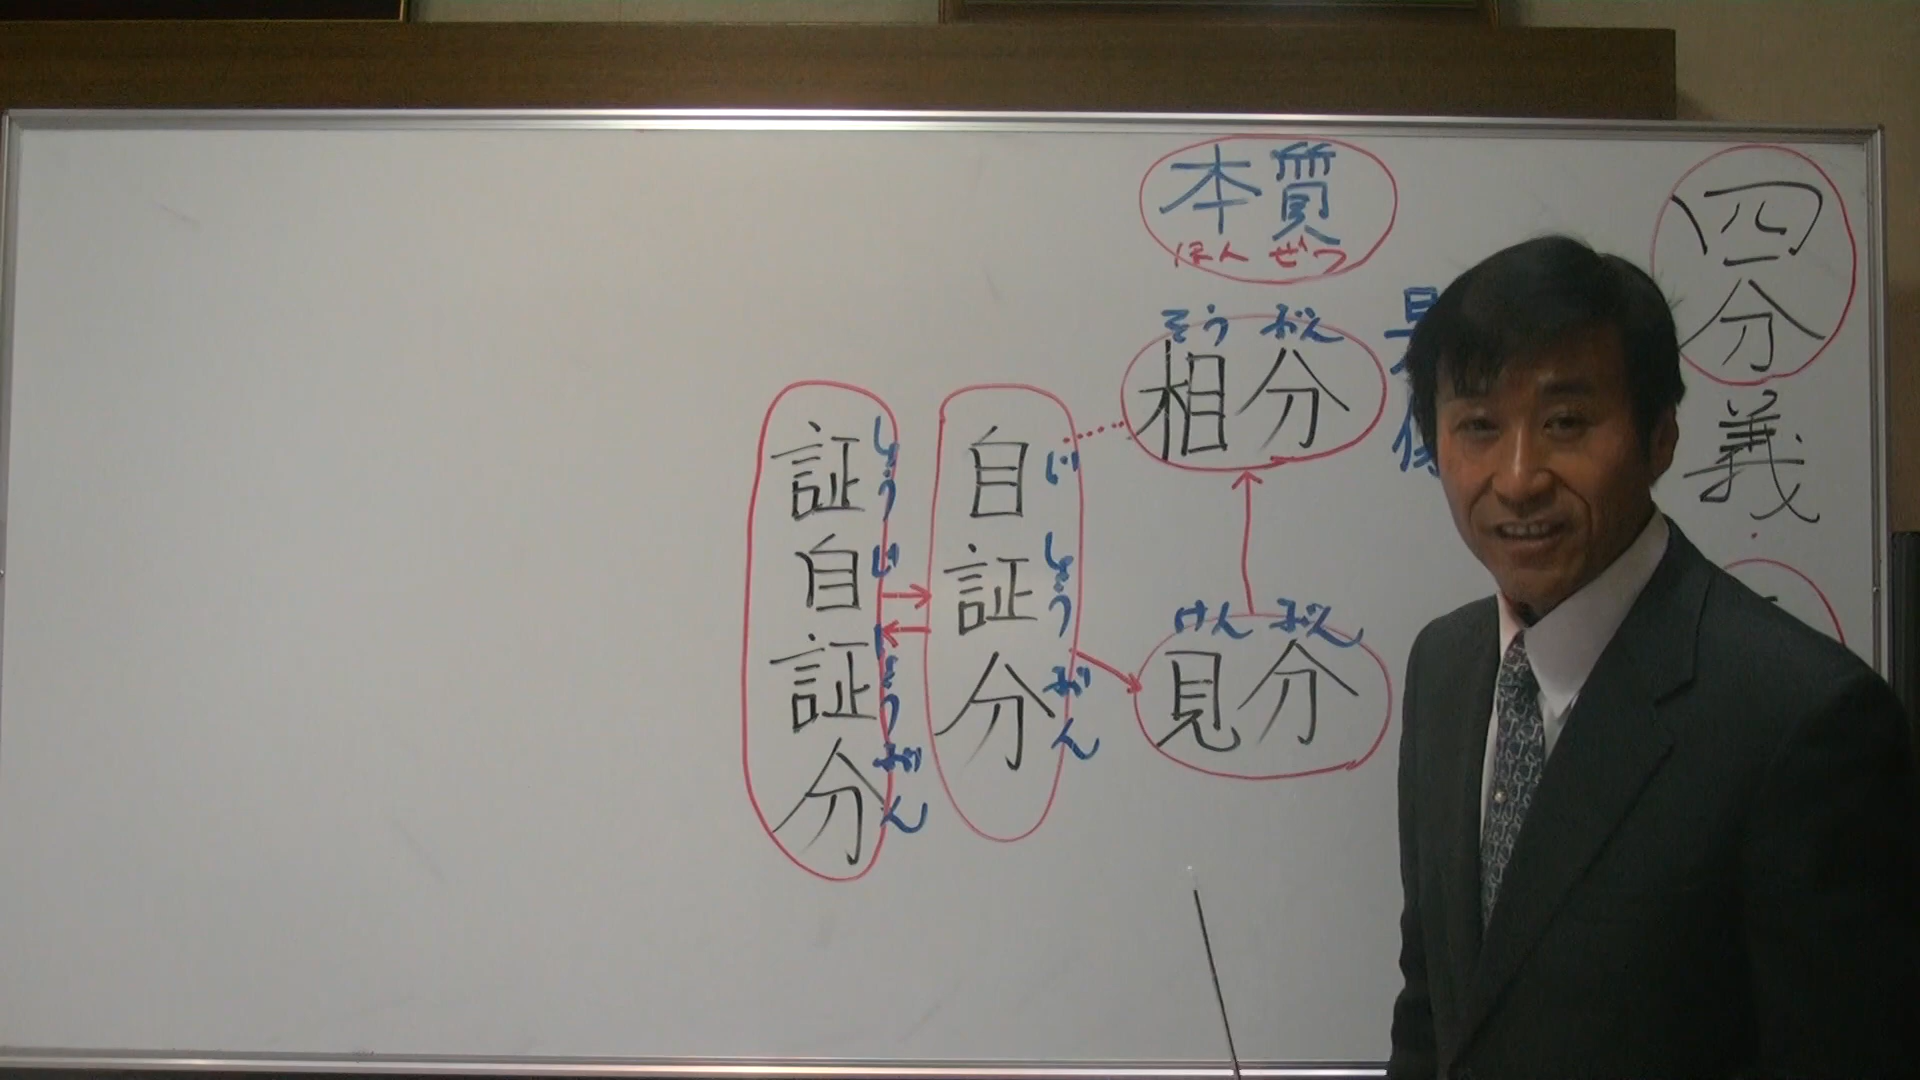 四分義
本質
ほんぜつ
そうぶん
相分
けんぶん
見分
自証分
じしょうぶん
証自証分
しょうじしょうぶん